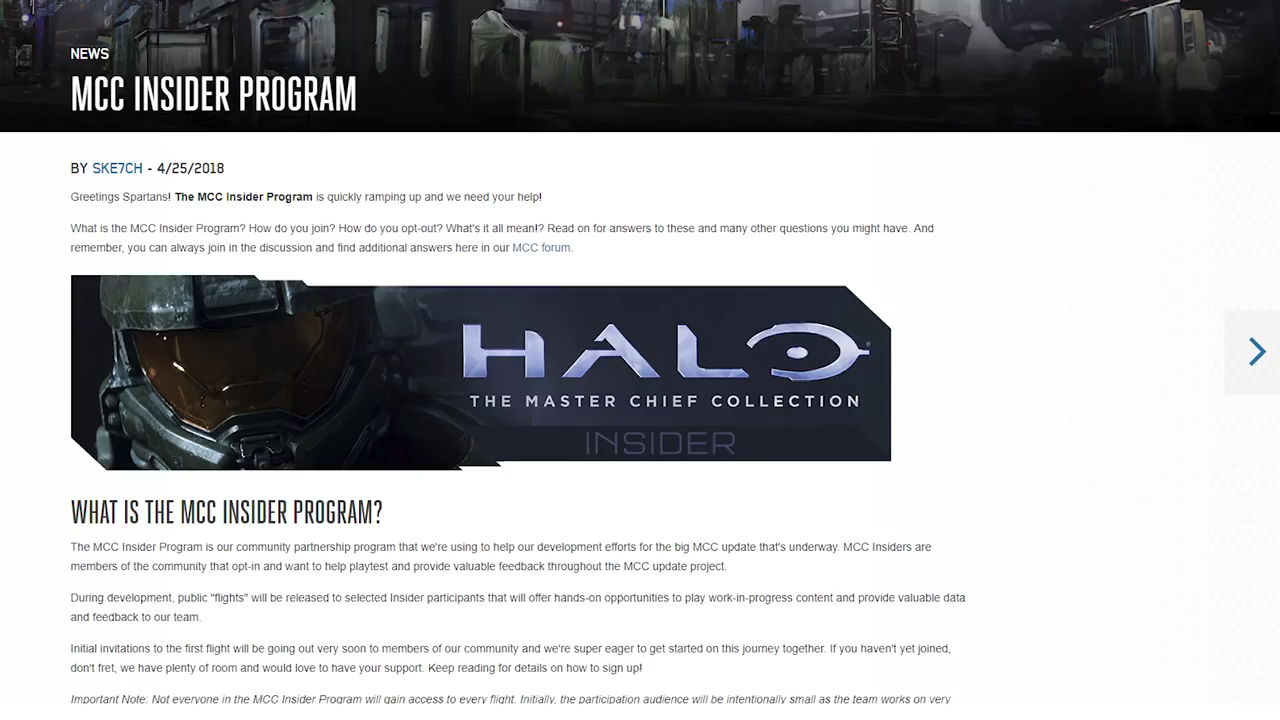 NEWS
MCC INSIDER PROGRAM
BY SKE7CH - 4/25/2018
Greetings Spartans! The MCC Insider Program is quickly ramping up and we need your help!
What is the MCC Insider Program? How do you join? How do you opt-out? What's it all mean!? Read on for answers to these and many other questions you might have. And
remember, you can always join in the discussion and find additional answers here in our MCC forum.
HALO
THE MASTER CHIEF COLLECTION
INSIDER
WHAT IS THE MCC INSIDER PROGRAM?
The MCC Insider Program is our community partnership program that we're using to help our development efforts for the big MCC update that's underway. MCC Insiders are
members of the community that opt-in and want to help playtest and provide valuable feedback throughout the MCC update project.
During development, public "flights" will be released to selected Insider participants that will offer hands-on opportunities to play work-in-progress content and provide valuable data
and feedback to our team.
Initial invitations to the first flight will be going out very soon to members of our community and we're super eager to get started on this journey together. If you haven't yet joined,
don't fret, we have plenty of room and would love to have your support. Keep reading for details on how to sign up!
Important Note: Not everyone in the MCC Insider Program will gain access to every flight. Initially, the participation audience will be intentionally small as the team works on very